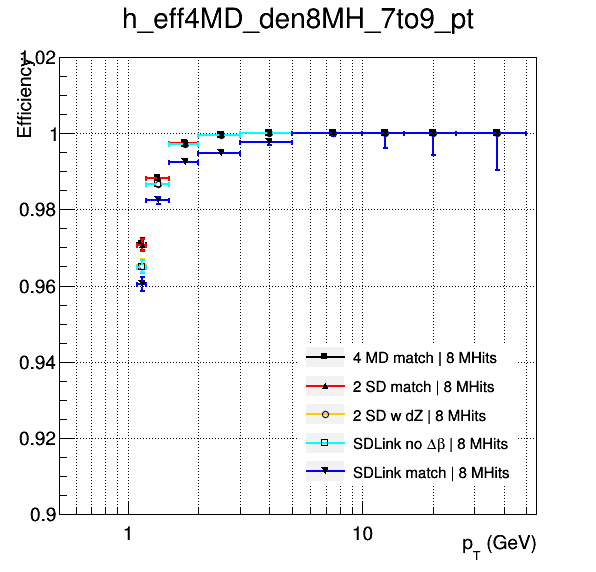 h_eff4MD_den8MH_7to9_pt
Efficiency
1.02
1
0.98
0.96
0.94
0.92
0.9
4 MD match | 8 MHits
2 SD match | 8 MHits
2 SD w dZ | 8 MHits
SDLink no Δβ | 8 MHits
SDLink match | 8 MHits
1
10
p_T (GeV)